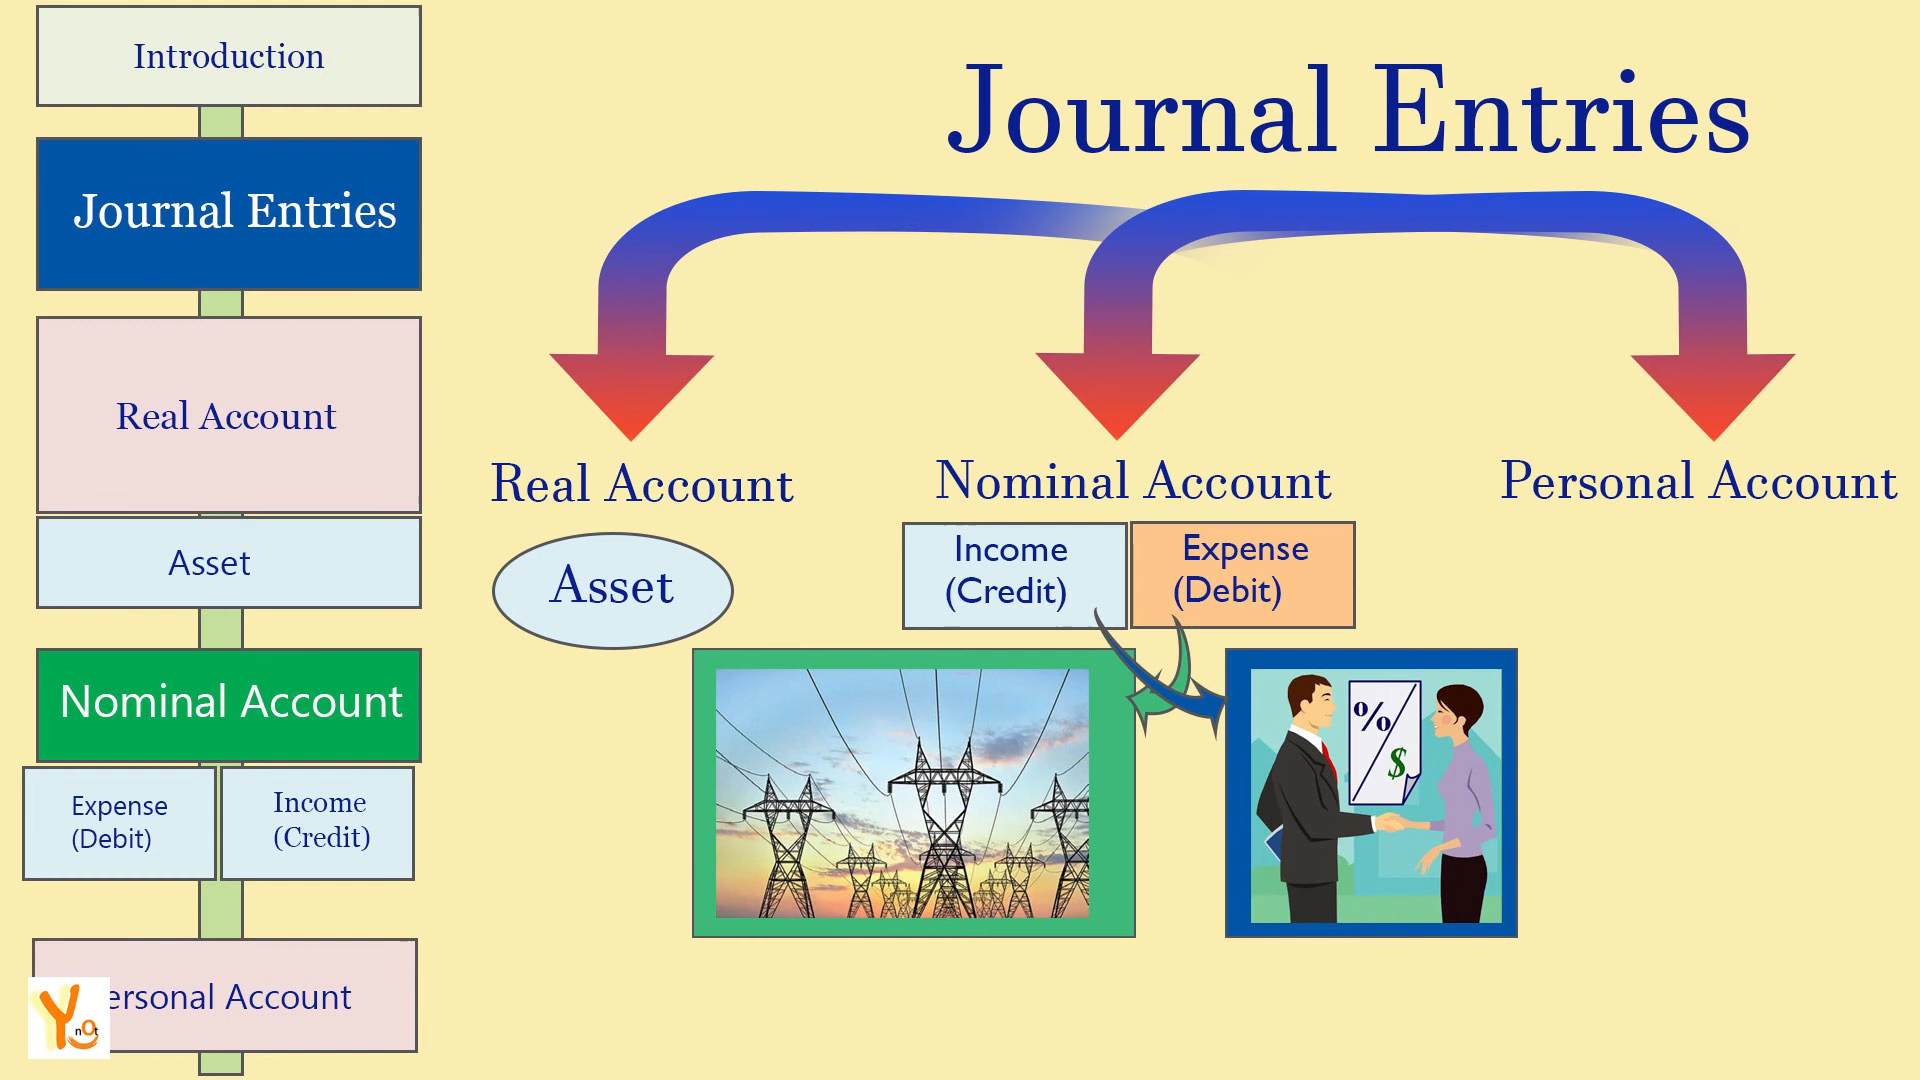 Introduction
Journal Entries
Real Account
Asset
Nominal Account
Expense
(Debit)
Income
(Credit)
ersonal Account
Y
nOt
Journal Entries
Real Account
Nominal Account
Personal Account
Asset
Income
(Credit)
Expense
(Debit)
%
$